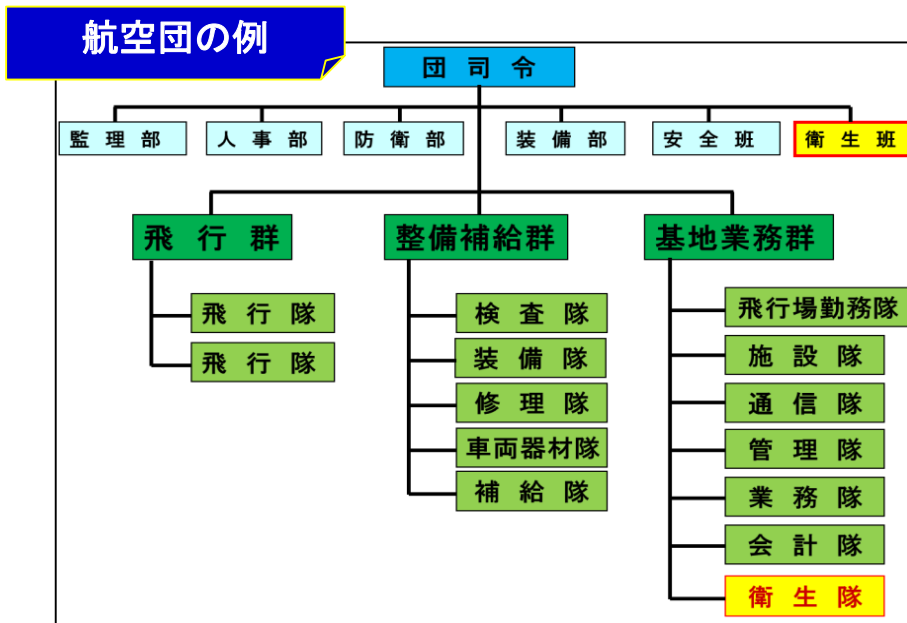 航空団の例
団司令
監理部
人事部
防衛部
装備部
安全班
衛生班
飛行群
整備補給群
基地業務群
飛行隊
飛行隊
検査隊
装備隊
修理隊
車両器材隊
補給隊
飛行場勤務隊
施設隊
通信隊
管理隊
業務隊
会計隊
衛生隊